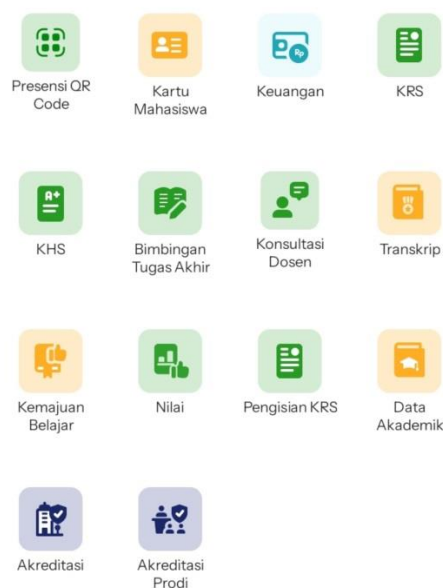 Presensi QR
Code
Kartu
Mahasiswa
Rp
Keuangan
KRS
A+
KHS
Bimbingan
Tugas Akhir
Konsultasi
Dosen
Transkrip
Kemajuan
Belajar
Nilai
Pengisian KRS
Data
Akademik
Akreditasi
Akreditasi
Prodi